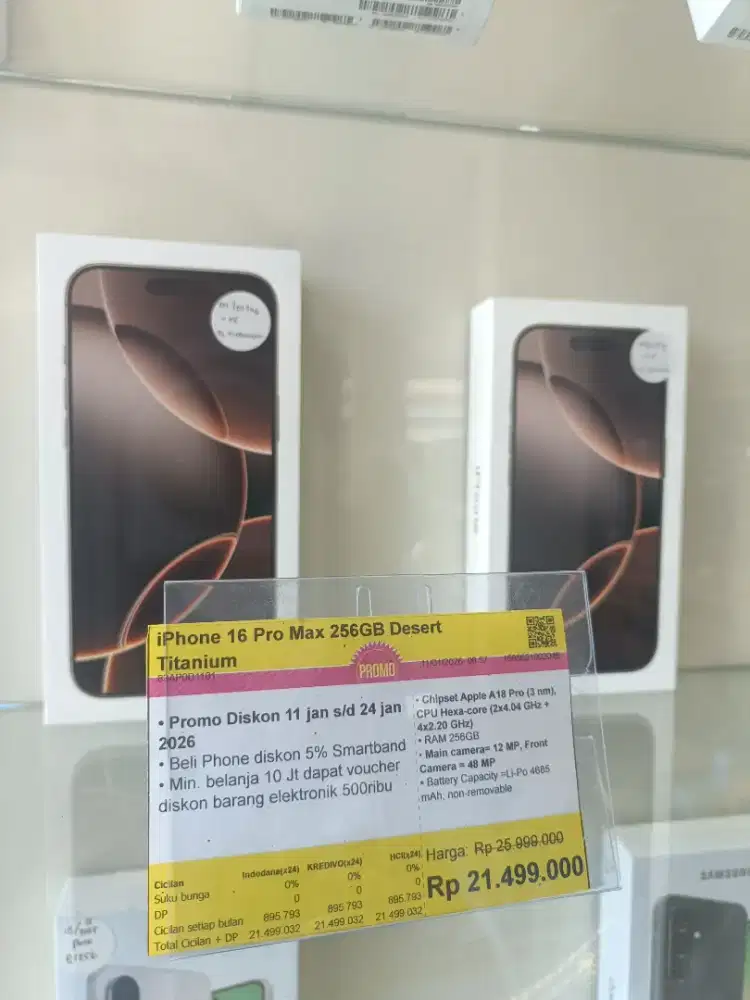 iPhone 16 Pro Max 256GB Desert
Titanium
PROMO
• Promo Diskon 11 jan s/d 24 jan
2026
• Beli Phone diskon 5% Smartband
• Min. belanja 10 Jt dapat voucher
diskon barang elektronik 500ribu
• Chipset Apple A18 Pro (3 nm),
CPU Hexa-core (2x4.04 GHz +
4x2.20 GHz)
• RAM 256GB
• Main camera= 12 MP, Front
Camera = 48 MP
• Battery Capacity =Li-Po 4685
mAh, non-removable
Cicilan Indodana(x24) KREDIVO(x24) HCI(x24)
Suku bunga 0% 0% 0%
DP 0 0 0
Cicilan setiap bulan 895.793 895.793 895.793
Total Cicilan + DP 21.499.032 21.499.032 21.499.032
Harga: Rp 25.999.000
Rp 21.499.000
SAMSUNG